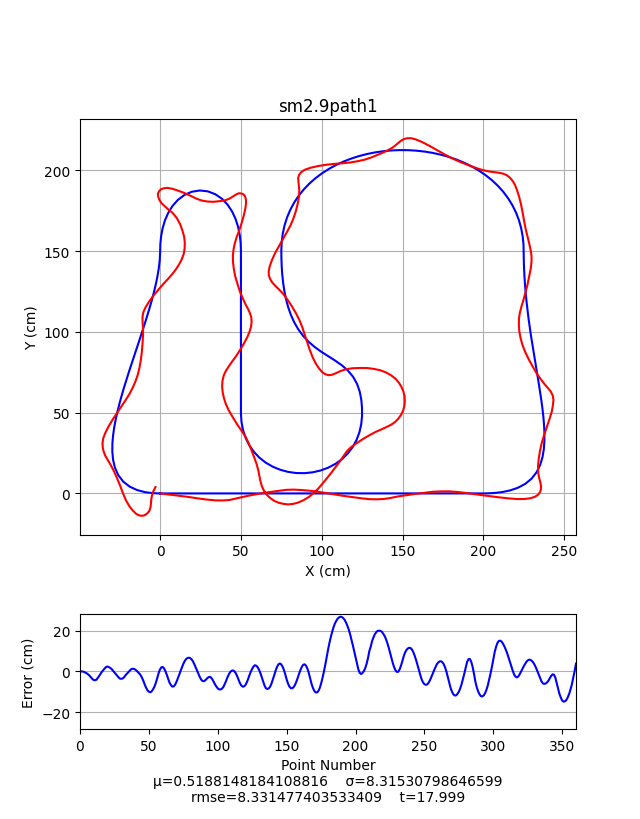 sm2.9path1
200
150
100
50
0
Y (cm)
0 50 100 150 200 250
X (cm)
20
0
−20
Error (cm)
0 50 100 150 200 250 300 350
Point Number
μ=0.5188148184108816 σ=8.31530798646599
rmse=8.331477403533409 t=17.999